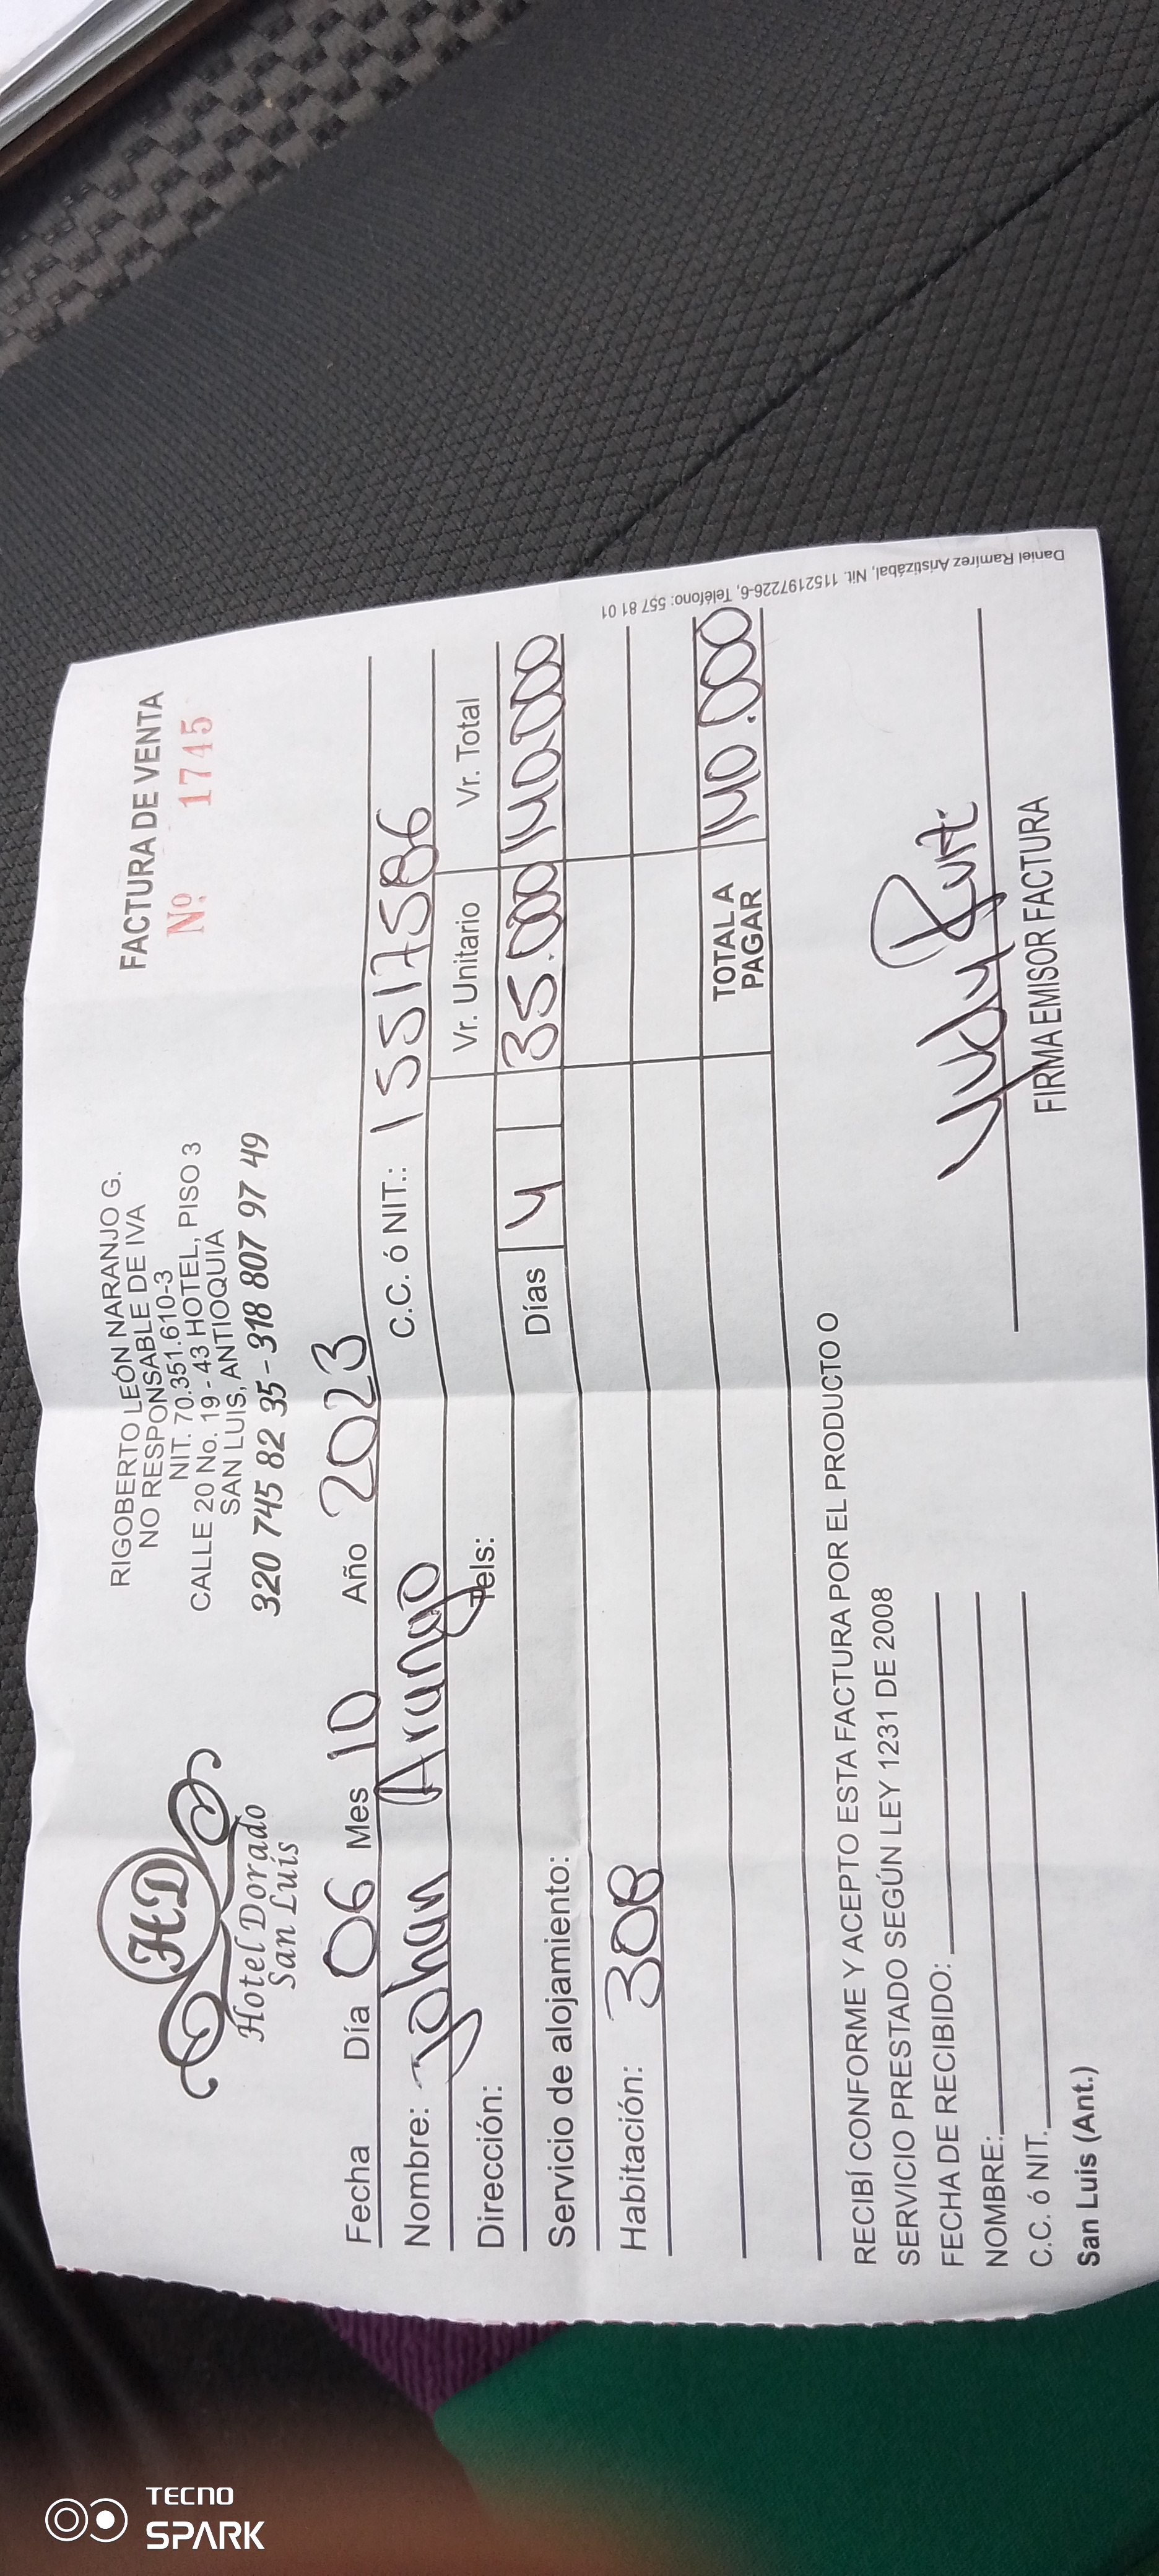 HD
Hotel Dorado
San Luis
RIGOBERTO LEÓN NARANJO G.
NO RESPONSABLE DE IVA
NIT. 70.351.610-3
CALLE 20 No. 19 - 43 HOTEL, PISO 3
SAN LUIS, ANTIOQUIA
320 745 82 35 - 318 807 97 49
FACTURA DE VENTA
Nº 1745
Fecha Día 06 Mes 10 Año 2023
Nombre: Johan Arango C.C. ó NIT.: 15517586
Dirección: Tels: Vr. Unitario Vr. Total
Servicio de alojamiento: Días 4 35.000 140.000
Habitación: 308
TOTAL A PAGAR 140.000
RECIBÍ CONFORME Y ACEPTO ESTA FACTURA POR EL PRODUCTO O
SERVICIO PRESTADO SEGÚN LEY 1231 DE 2008
FECHA DE RECIBIDO:
NOMBRE:
C.C. ó NIT.
San Luis (Ant.)
FIRMA EMISOR FACTURA
Daniel Ramírez Aristizábal, Nit. 1152197226-6, Teléfono: 557 81 01
TECNO
SPARK